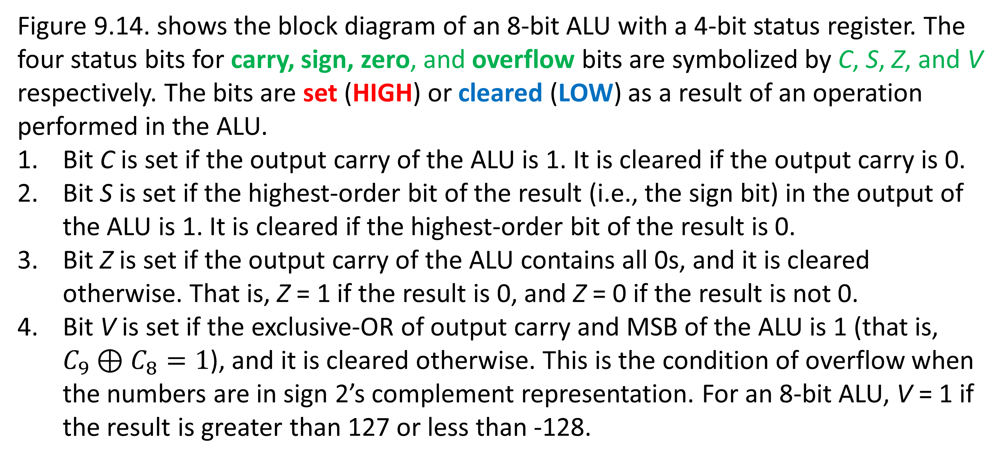 Figure 9.14. shows the block diagram of an 8-bit ALU with a 4-bit status register. The
four status bits for carry, sign, zero, and overflow bits are symbolized by C, S, Z, and V
respectively. The bits are set (HIGH) or cleared (LOW) as a result of an operation
performed in the ALU.
1. Bit C is set if the output carry of the ALU is 1. It is cleared if the output carry is 0.
2. Bit S is set if the highest-order bit of the result (i.e., the sign bit) in the output of
the ALU is 1. It is cleared if the highest-order bit of the result is 0.
3. Bit Z is set if the output carry of the ALU contains all 0s, and it is cleared
otherwise. That is, Z = 1 if the result is 0, and Z = 0 if the result is not 0.
4. Bit V is set if the exclusive-OR of output carry and MSB of the ALU is 1 (that is,
C₉ ⊕ C₈ = 1), and it is cleared otherwise. This is the condition of overflow when
the numbers are in sign 2’s complement representation. For an 8-bit ALU, V = 1 if
the result is greater than 127 or less than -128.